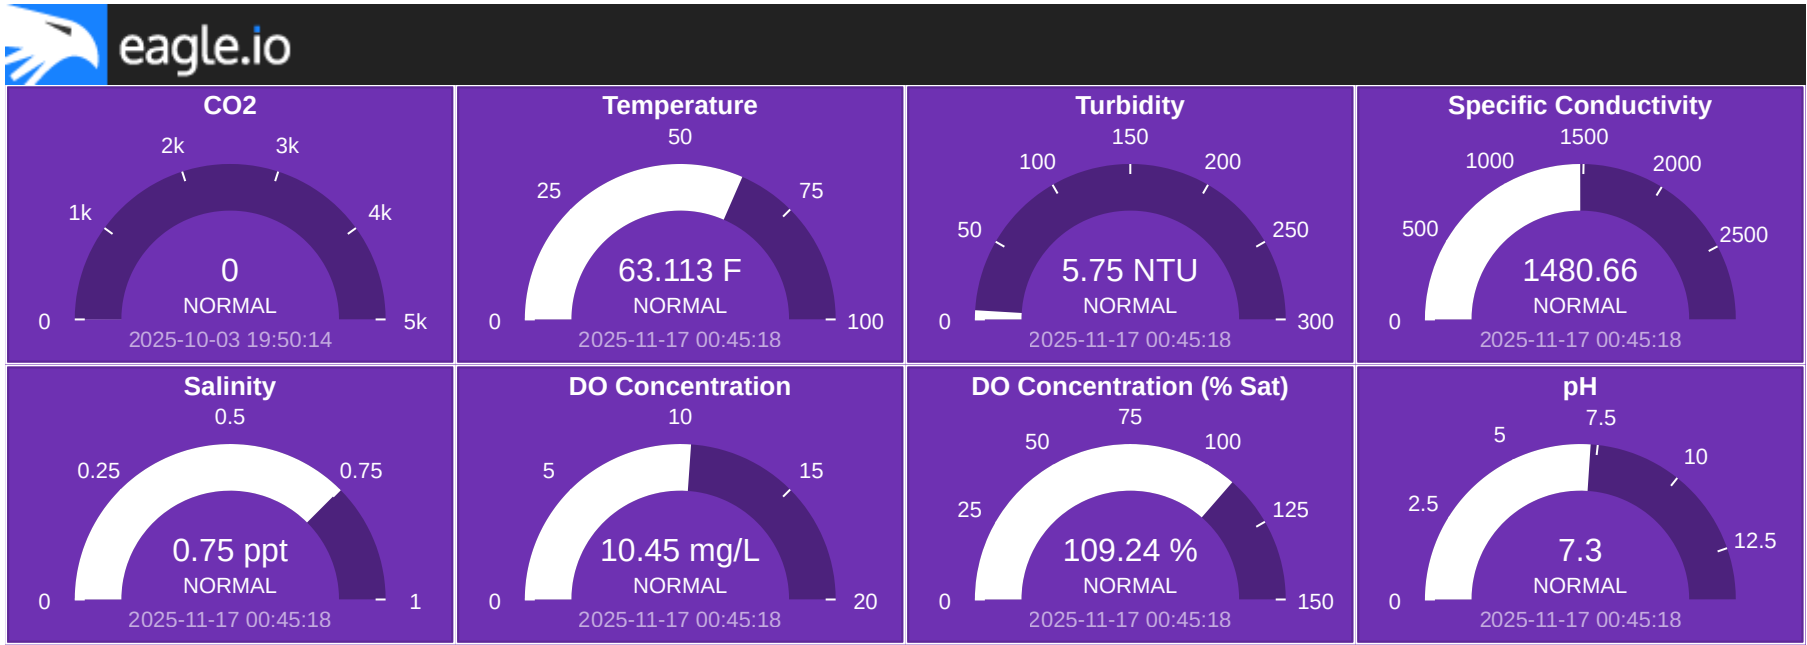 eagle.io
CO2
2k
3k
1k
4k
0
NORMAL
0
5k
2025-10-03 19:50:14
Temperature
50
25
75
63.113 F
NORMAL
0
100
2025-11-17 00:45:18
Turbidity
150
100
200
50
250
5.75 NTU
NORMAL
0
300
2025-11-17 00:45:18
Specific Conductivity
1500
1000
2000
500
2500
1480.66
NORMAL
0
2025-11-17 00:45:18
Salinity
0.5
0.25
0.75
0.75 ppt
NORMAL
0
1
2025-11-17 00:45:18
DO Concentration
10
5
15
10.45 mg/L
NORMAL
0
20
2025-11-17 00:45:18
DO Concentration (% Sat)
75
50
100
25
125
109.24 %
NORMAL
0
150
2025-11-17 00:45:18
pH
7.5
5
10
2.5
12.5
7.3
NORMAL
0
2025-11-17 00:45:18